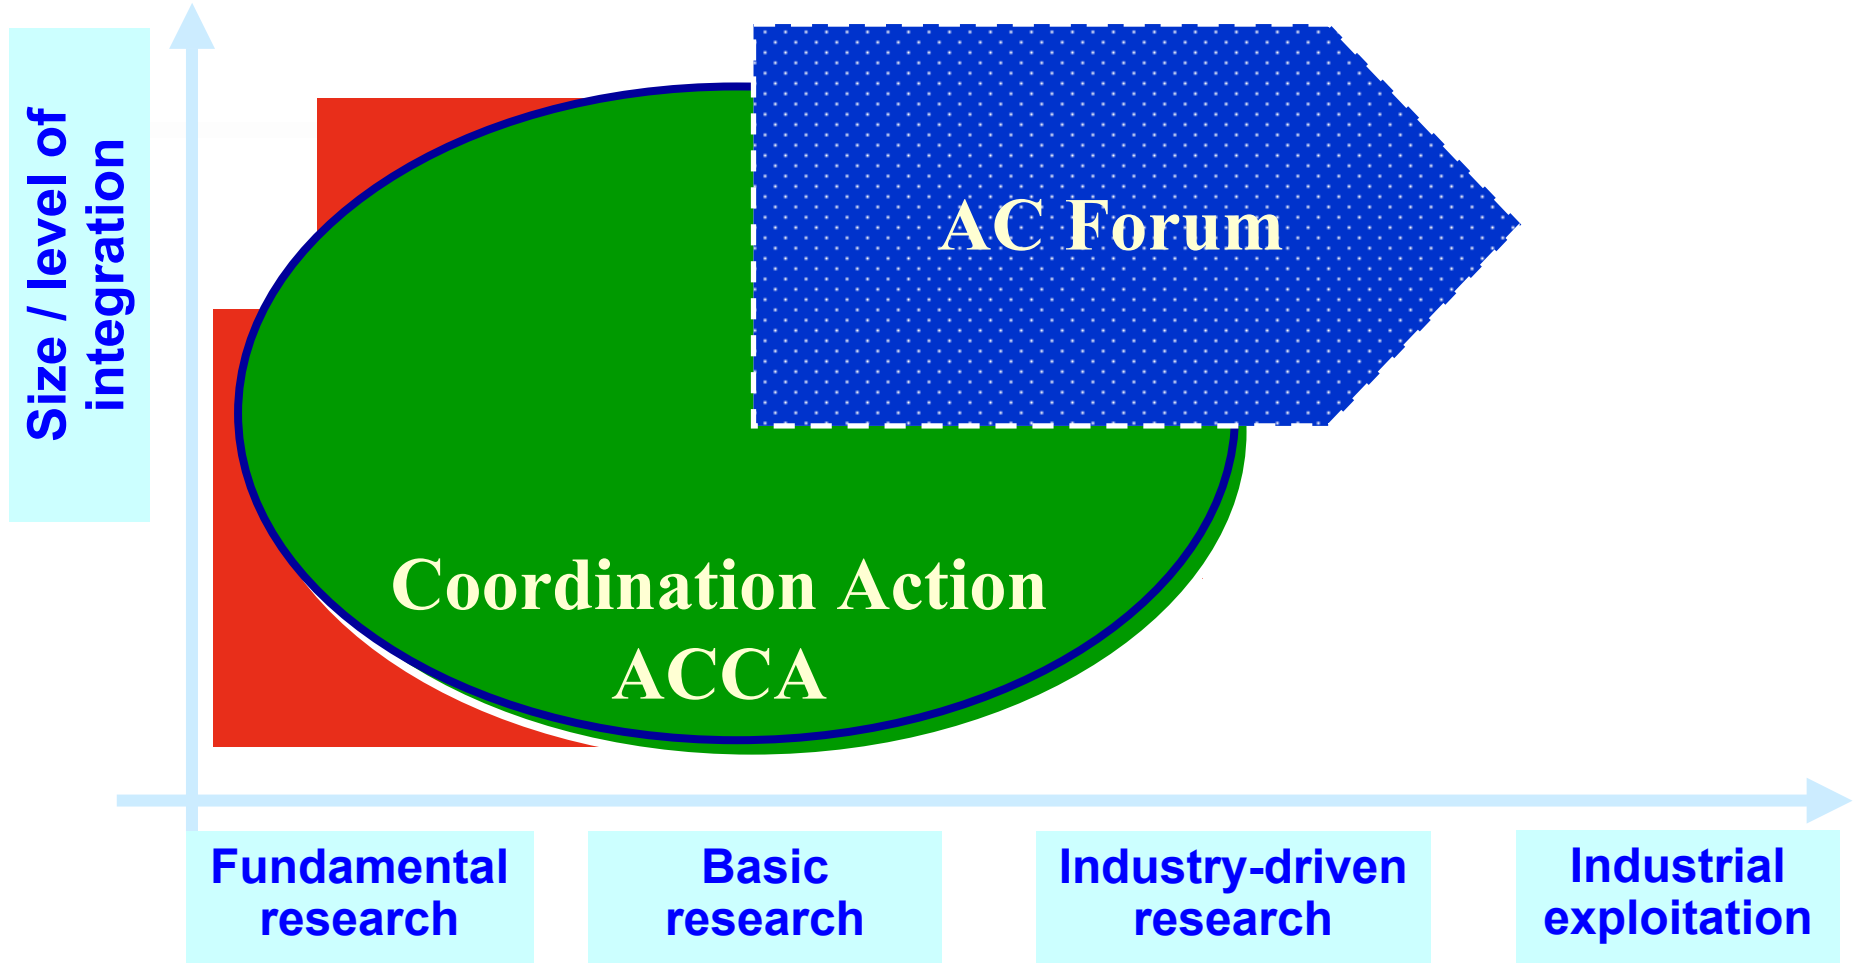 Size / level of
integration
AC Forum
Coordination Action
ACCA
Fundamental
research
Basic
research
Industry-driven
research
Industrial
exploitation